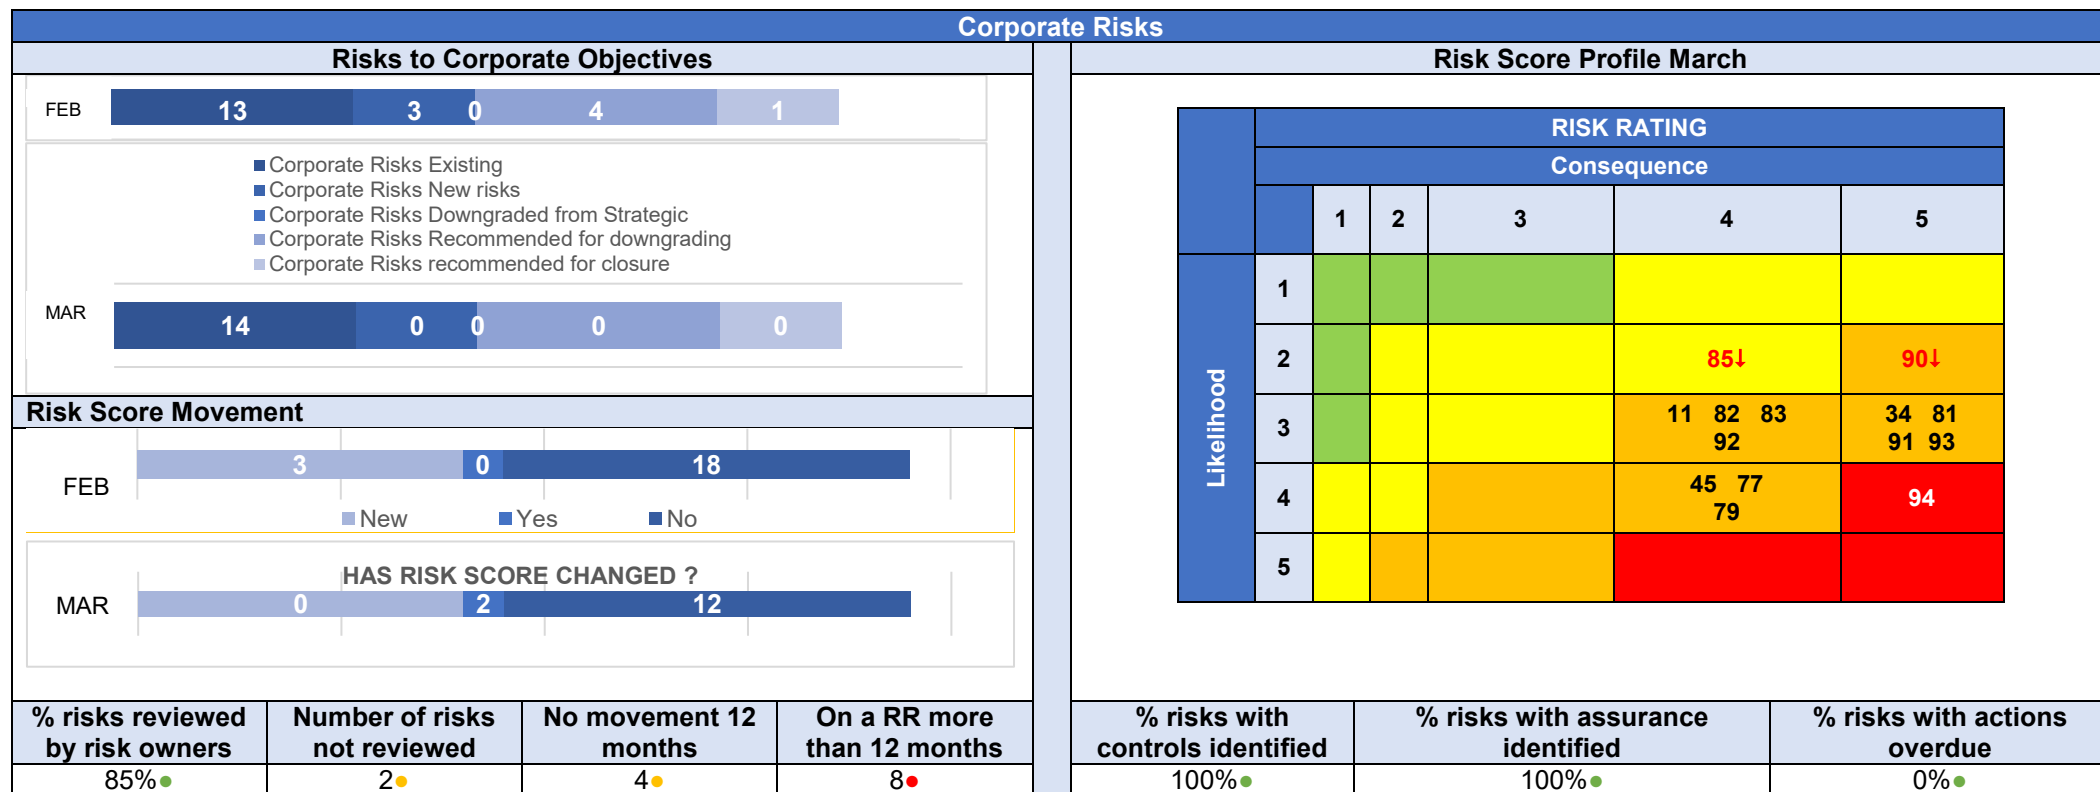 Corporate Risks
Risks to Corporate Objectives
FEB
13 3 0 4 1
Corporate Risks Existing
Corporate Risks New risks
Corporate Risks Downgraded from Strategic
Corporate Risks Recommended for downgrading
Corporate Risks recommended for closure
MAR
14 0 0 0 0
Risk Score Movement
FEB
3 0 18
New Yes No
HAS RISK SCORE CHANGED ?
MAR
0 2 12
% risks reviewed
by risk owners
Number of risks
not reviewed
No movement 12
months
On a RR more
than 12 months
85%
2
4
8
Risk Score Profile March
RISK RATING
Consequence
1 2 3 4 5
Likelihood
1
2 85↓ 90↓
3
11 82 83
92
34 81
91 93
4
45 77
79
94
5
% risks with
controls identified
% risks with assurance
identified
% risks with actions
overdue
100%
100%
0%